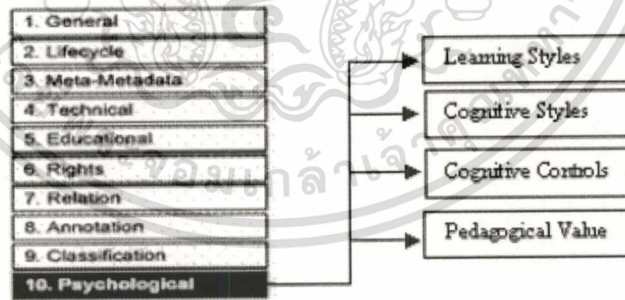 1. General
2. Lifecycle
3. Meta-Metadata
4. Technical
5. Educational
6. Rights
7. Relation
8. Annotation
9. Classification
10. Psychological
Learning Styles
Cognitive Styles
Cognitive Controls
Pedagogical Value